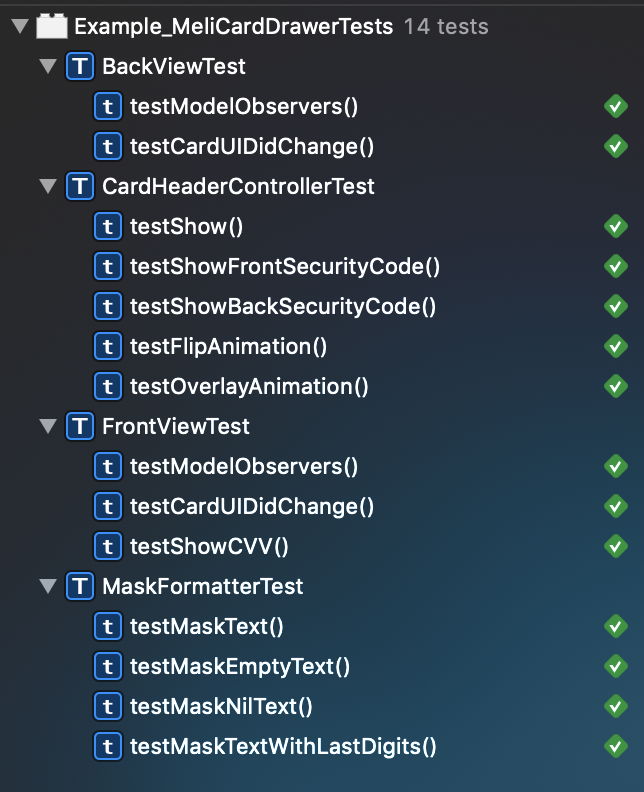 Example_MeliCardDrawerTests 14 tests
T BackViewTest
t testModelObservers()
t testCardUIDidChange()
T CardHeaderControllerTest
t testShow()
t testShowFrontSecurityCode()
t testShowBackSecurityCode()
t testFlipAnimation()
t testOverlayAnimation()
T FrontViewTest
t testModelObservers()
t testCardUIDidChange()
t testShowCVV()
T MaskFormatterTest
t testMaskText()
t testMaskEmptyText()
t testMaskNilText()
t testMaskTextWithLastDigits()